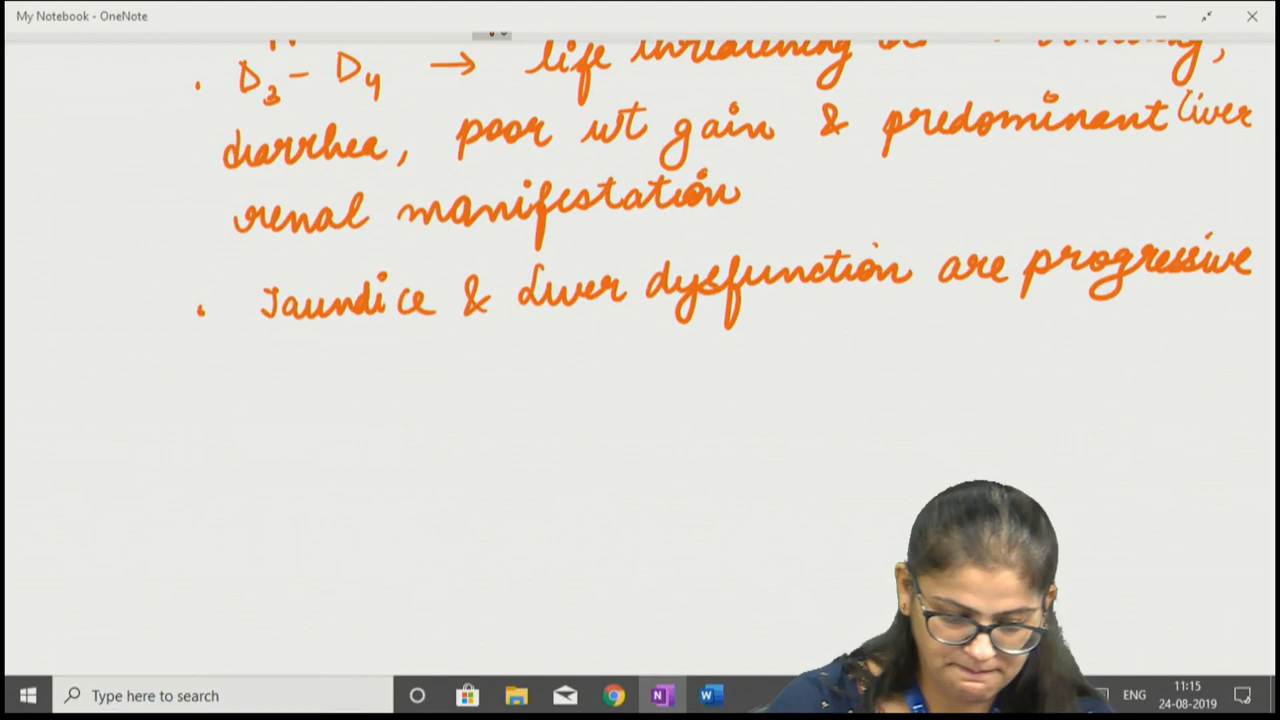 My Notebook - OneNote
. D3 - D4 → life threatening
diarrhea, poor wt gain & predominant liver
renal manifestation
. Jaundice & Liver dysfunction are progressive
Type here to search
ENG
11:15
24-08-2019